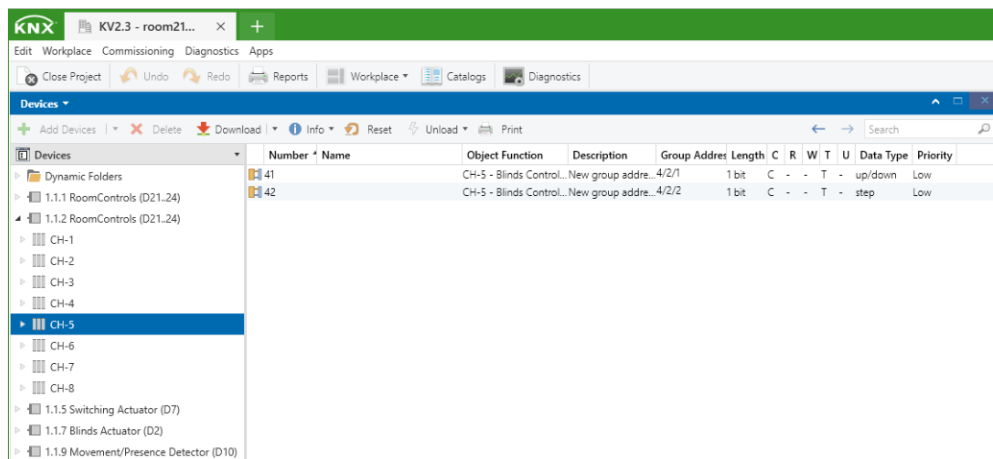 KNX KV2.3 - room21... × +
Edit Workplace Commissioning Diagnostics Apps
Close Project Undo Redo Reports Workplace Catalogs Diagnostics
Devices
Add Devices Delete Download Info Reset Unload Print Search
Devices Number Name Object Function Description Group Addres Length C R W T U Data Type Priority
Dynamic Folders 41 CH-5 - Blinds Control... New group addre... 4/2/1 1 bit C - - T - up/down Low
1.1.1 RoomControls (D21..24) 42 CH-5 - Blinds Control... New group addre... 4/2/2 1 bit C - - T - step Low
1.1.2 RoomControls (D21..24)
CH-1
CH-2
CH-3
CH-4
CH-5
CH-6
CH-7
CH-8
1.1.5 Switching Actuator (D7)
1.1.7 Blinds Actuator (D2)
1.1.9 Movement/Presence Detector (D10)